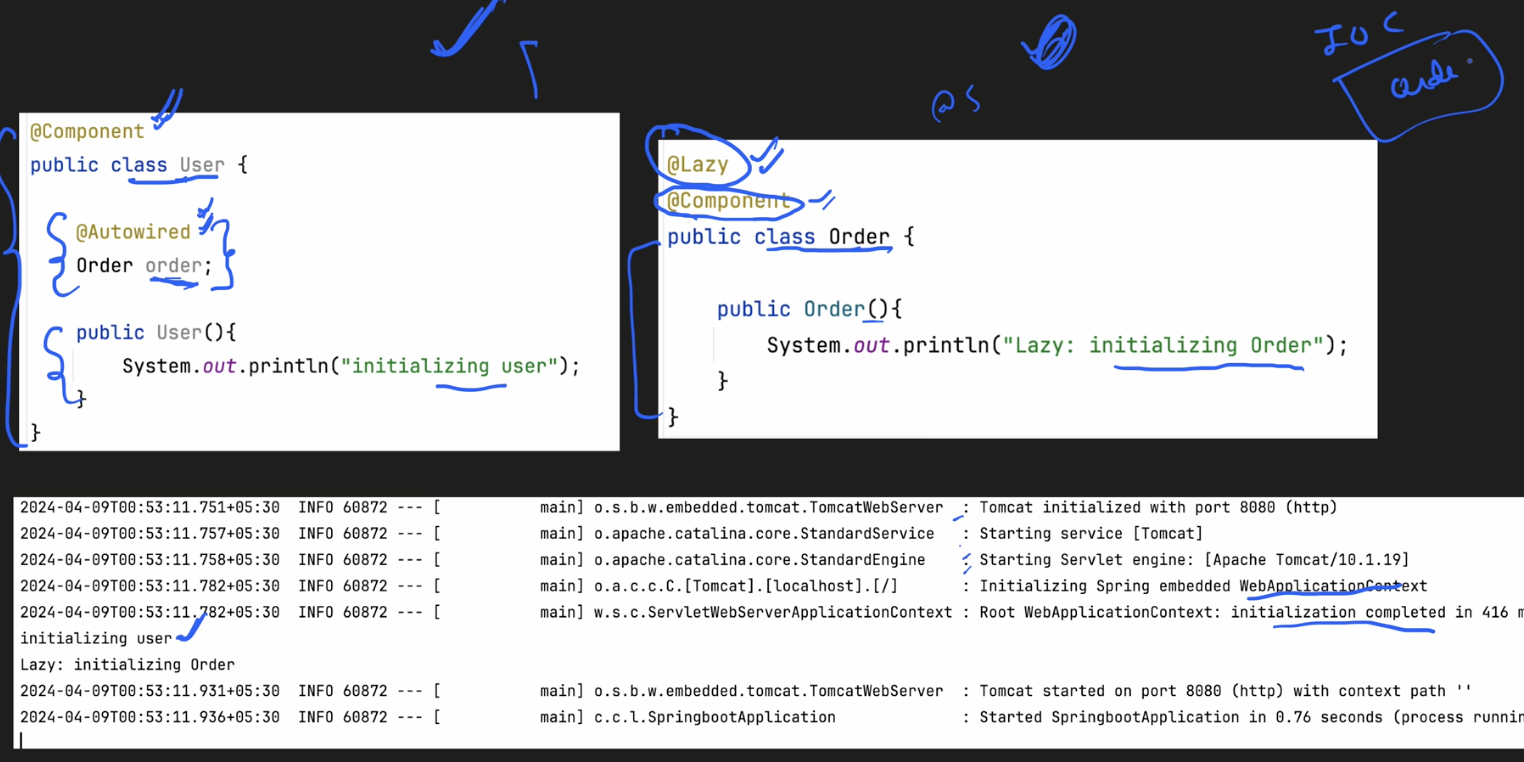 IOC
@S
@Component
public class User {
@Autowired
Order order;
public User(){
System.out.println("initializing user");
}
}
@Lazy
@Component
public class Order {
public Order(){
System.out.println("Lazy: initializing Order");
}
}
2024-04-09T00:53:11.751+05:30  INFO 60872 --- [           main] o.s.b.w.embedded.tomcat.TomcatWebServer  : Tomcat initialized with port 8080 (http)
2024-04-09T00:53:11.757+05:30  INFO 60872 --- [           main] o.apache.catalina.core.StandardService   : Starting service [Tomcat]
2024-04-09T00:53:11.758+05:30  INFO 60872 --- [           main] o.apache.catalina.core.StandardEngine    : Starting Servlet engine: [Apache Tomcat/10.1.19]
2024-04-09T00:53:11.782+05:30  INFO 60872 --- [           main] o.a.c.c.C.[Tomcat].[localhost].[/]       : Initializing Spring embedded WebApplicationContext
2024-04-09T00:53:11.782+05:30  INFO 60872 --- [           main] w.s.c.ServletWebServerApplicationContext : Root WebApplicationContext: initialization completed in 416 m
initializing user
Lazy: initializing Order
2024-04-09T00:53:11.931+05:30  INFO 60872 --- [           main] o.s.b.w.embedded.tomcat.TomcatWebServer  : Tomcat started on port 8080 (http) with context path ''
2024-04-09T00:53:11.936+05:30  INFO 60872 --- [           main] c.c.l.SpringbootApplication              : Started SpringbootApplication in 0.76 seconds (process runnin